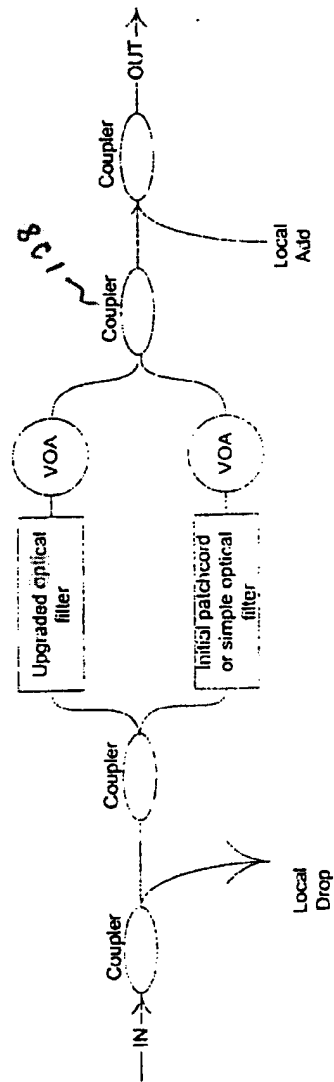 IN
Coupler
Local
Drop
Coupler
Upgraded optical
filter
VOA
Initial patchcord
or simple optical
filter
VOA
Coupler
Local
Add
Coupler
OUT